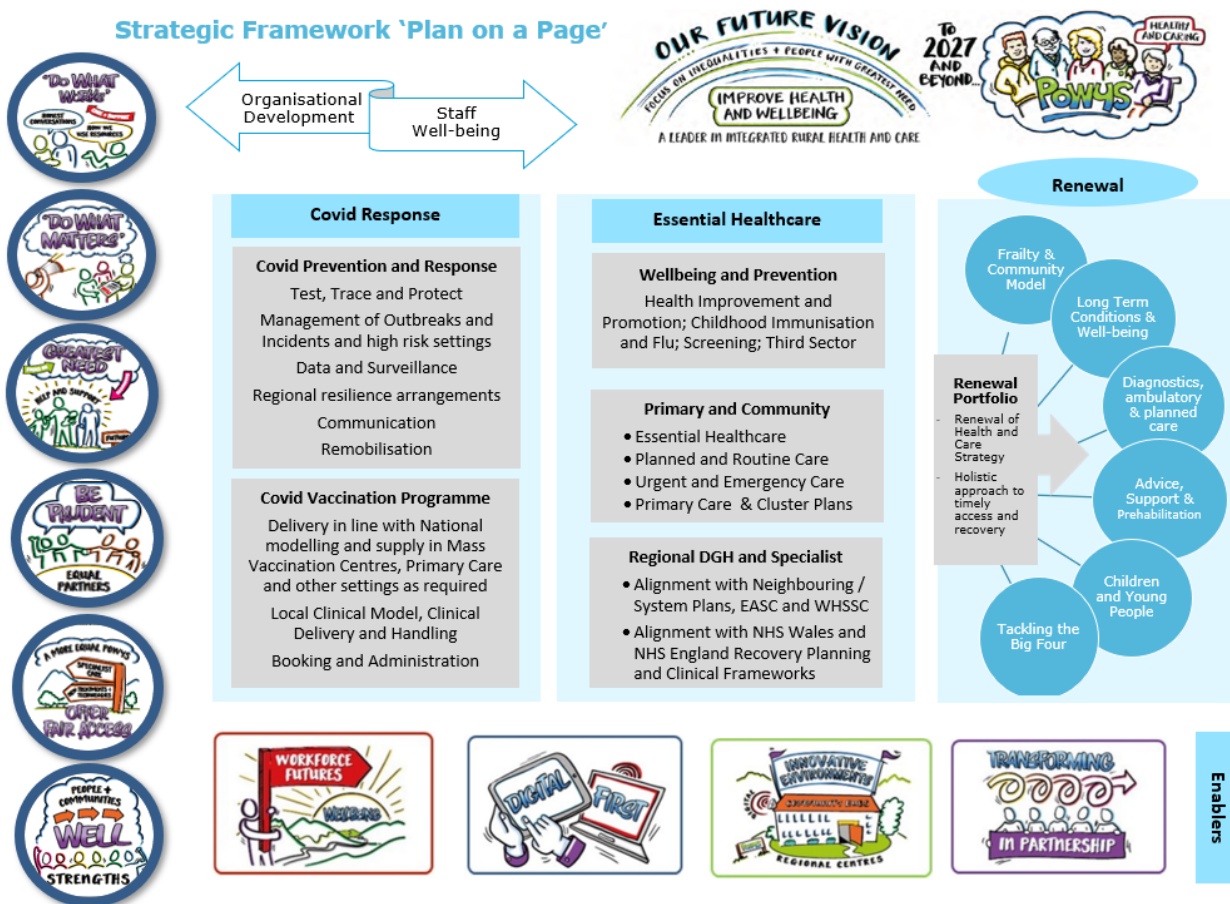 Strategic Framework ‘Plan on a Page’
Organisational
Development
Staff
Well-being
OUR FUTURE VISION
FOCUS ON INEQUALITIES + PEOPLE WITH GREATEST NEED
IMPROVE HEALTH
AND WELLBEING
A LEADER IN INTEGRATED RURAL HEALTH AND CARE
TO
2027
AND
BEYOND...
HEALTHY
AND CARING
POWYS
"DO WHAT
WORKS"
HONEST
CONVERSATIONS
HOW WE
USE RESOURCES
"DO WHAT
MATTERS"
GREATEST
NEED
HELP AND SUPPORT
BE
PRUDENT
EQUAL
PARTNERS
A MORE EQUAL POWYS
SPECIALIST
CARE
OFFER
FAIR ACCESS
PEOPLE +
COMMUNITIES
WELL
STRENGTHS
Covid Response
Covid Prevention and Response
Test, Trace and Protect
Management of Outbreaks and
Incidents and high risk settings
Data and Surveillance
Regional resilience arrangements
Communication
Remobilisation
Covid Vaccination Programme
Delivery in line with National
modelling and supply in Mass
Vaccination Centres, Primary Care
and other settings as required
Local Clinical Model, Clinical
Delivery and Handling
Booking and Administration
Essential Healthcare
Wellbeing and Prevention
Health Improvement and
Promotion; Childhood Immunisation
and Flu; Screening; Third Sector
Primary and Community
• Essential Healthcare
• Planned and Routine Care
• Urgent and Emergency Care
• Primary Care & Cluster Plans
Regional DGH and Specialist
• Alignment with Neighbouring /
System Plans, EASC and WHSSC
• Alignment with NHS Wales and
NHS England Recovery Planning
and Clinical Frameworks
Renewal
Renewal
Portfolio
- Renewal of
Health and
Care
Strategy
- Holistic
approach to
timely
access and
recovery
Frailty &
Community
Model
Long Term
Conditions &
Well-being
Diagnostics,
ambulatory
& planned
care
Advice,
Support &
Prehabilitation
Children
and Young
People
Tackling the
Big Four
WORKFORCE
FUTURES
WELLBEING
DIGITAL
FIRST
INNOVATIVE
ENVIRONMENTS
COMMUNITY HUBS
REGIONAL CENTRES
TRANSFORMING
IN PARTNERSHIP
Enablers